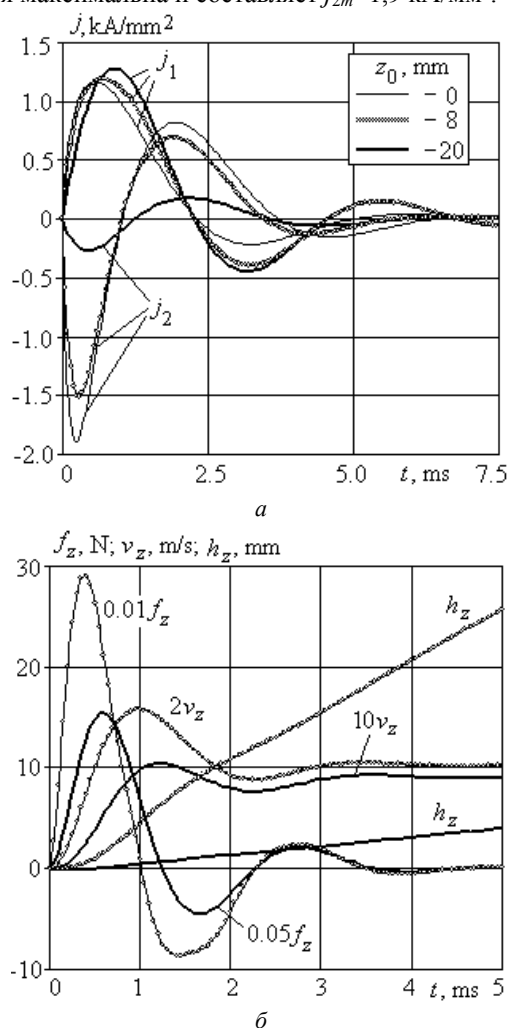 максимальна и составляет j2m 1,9 кА/мм2.
j, kA/mm2
1.5
1.0
0.5
0
-0.5
-1.0
-1.5
-2.0
j1
j2
z0, mm
– 0
– 8
– 20
0 2.5 5.0 t, ms 7.5
а
fz, N; vz, m/s; hz, mm
30
20
10
0
-10
0.01fz
2vz
10vz
hz
hz
0.05fz
0 1 2 3 4 t, ms 5
б